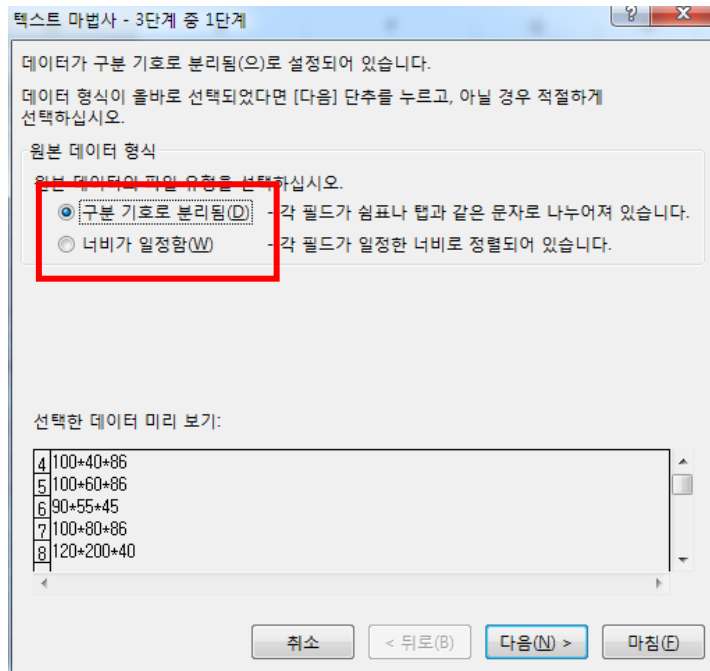 텍스트 마법사 - 3단계 중 1단계
데이터가 구분 기호로 분리됨(으)로 설정되어 있습니다.
데이터 형식이 올바로 선택되었다면 [다음] 단추를 누르고, 아닐 경우 적절하게
선택하십시오.
원본 데이터 형식
원본 데이터의 파일 유형을 선택하십시오.
구분 기호로 분리됨(D) - 각 필드가 쉼표나 탭과 같은 문자로 나누어져 있습니다.
너비가 일정함(W) - 각 필드가 일정한 너비로 정렬되어 있습니다.
선택한 데이터 미리 보기:
4 100*40*86
5 100*60*86
6 90*55*45
7 100*80*86
8 120*200*40
취소 < 뒤로(B) 다음(N) > 마침(F)